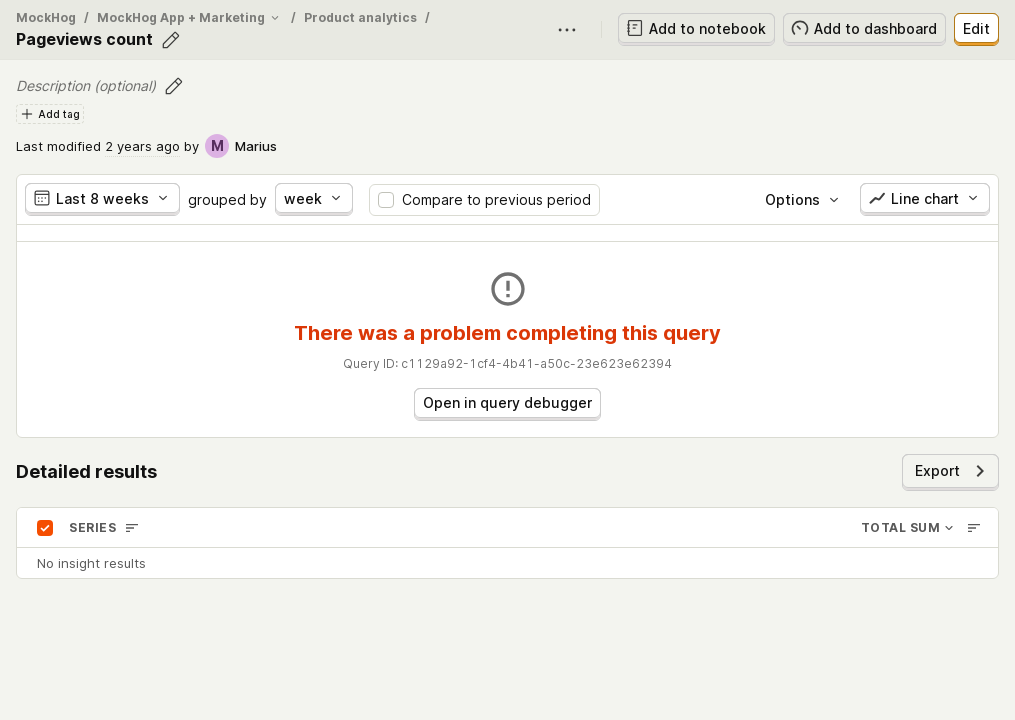 MockHog / MockHog App + Marketing / Product analytics /
Pageviews count
Add to notebook
Add to dashboard
Edit
Description (optional)
Add tag
Last modified 2 years ago by M Marius
Last 8 weeks grouped by week Compare to previous period Options Line chart
There was a problem completing this query
Query ID: c1129a92-1cf4-4b41-a50c-23e623e62394
Open in query debugger
Detailed results
Export
SERIES TOTAL SUM
No insight results